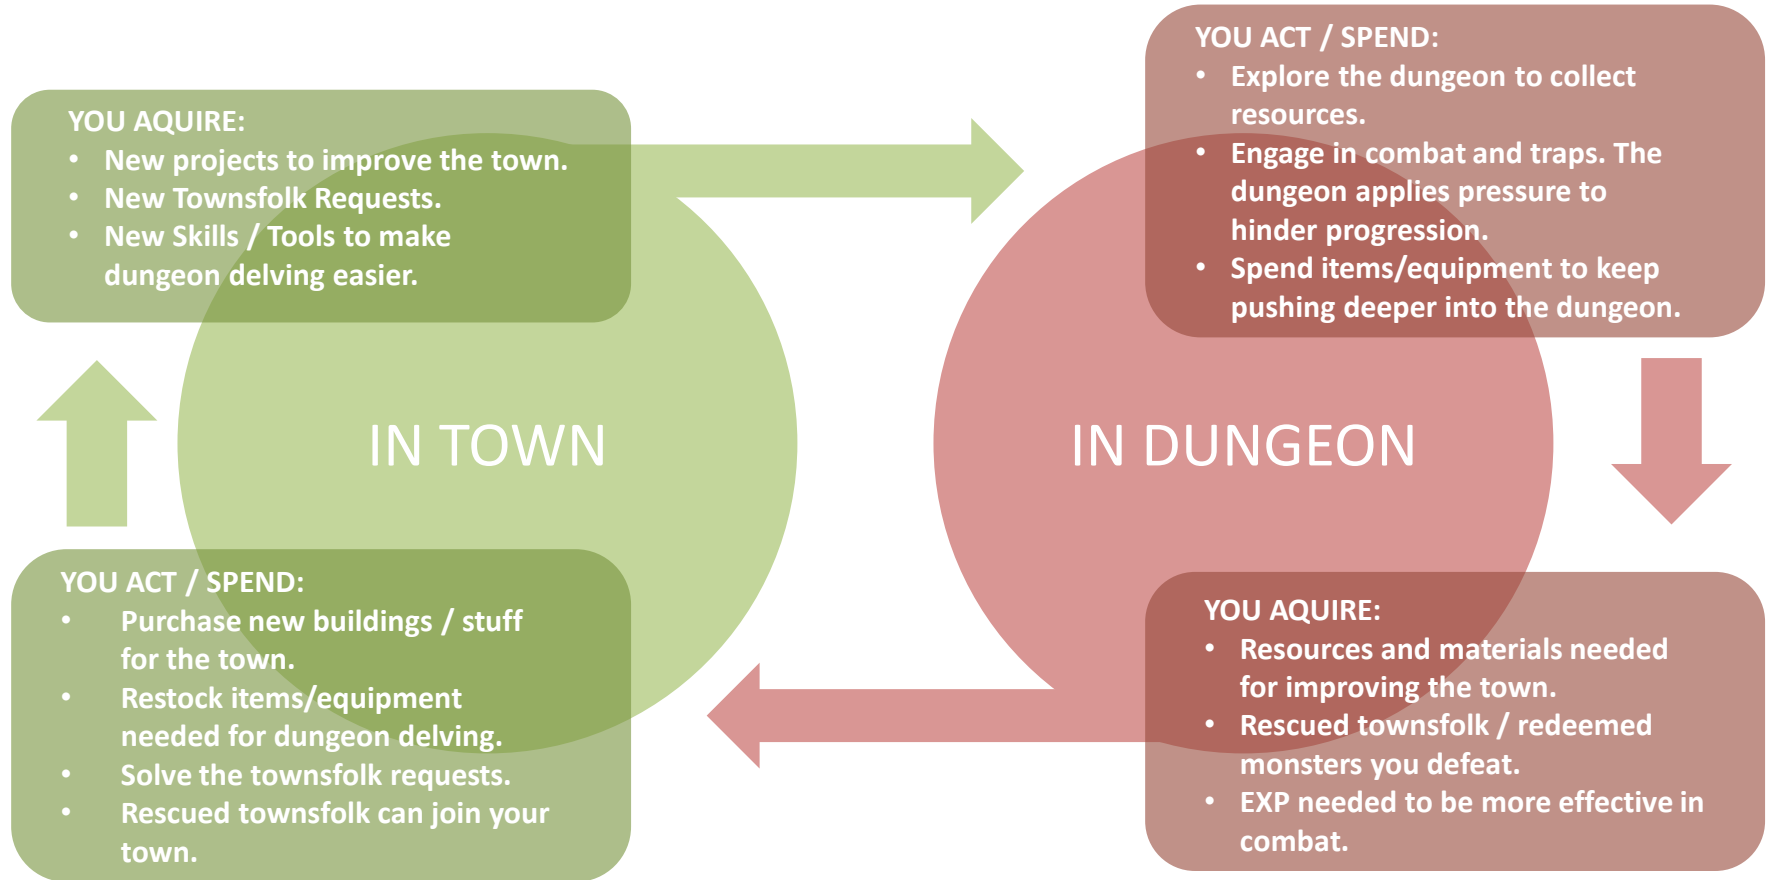 YOU AQUIRE:
• New projects to improve the town.
• New Townsfolk Requests.
• New Skills / Tools to make
dungeon delving easier.
YOU ACT / SPEND:
• Explore the dungeon to collect
resources.
• Engage in combat and traps. The
dungeon applies pressure to
hinder progression.
• Spend items/equipment to keep
pushing deeper into the dungeon.
IN TOWN
IN DUNGEON
YOU ACT / SPEND:
• Purchase new buildings / stuff
for the town.
• Restock items/equipment
needed for dungeon delving.
• Solve the townsfolk requests.
• Rescued townsfolk can join your
town.
YOU AQUIRE:
• Resources and materials needed
for improving the town.
• Rescued townsfolk / redeemed
monsters you defeat.
• EXP needed to be more effective in
combat.